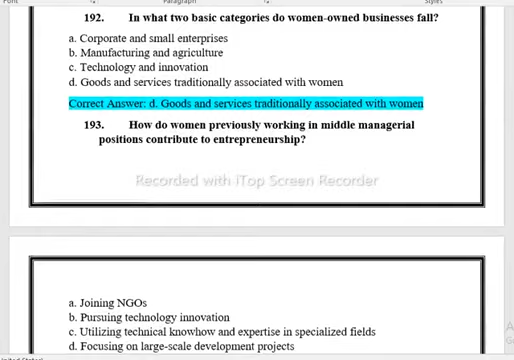 Font Paragraph Styles
192. In what two basic categories do women-owned businesses fall?
a. Corporate and small enterprises
b. Manufacturing and agriculture
c. Technology and innovation
d. Goods and services traditionally associated with women
Correct Answer: d. Goods and services traditionally associated with women
193. How do women previously working in middle managerial
positions contribute to entrepreneurship?
Recorded with iTop Screen Recorder
a. Joining NGOs
b. Pursuing technology innovation
c. Utilizing technical knowhow and expertise in specialized fields
d. Focusing on large-scale development projects